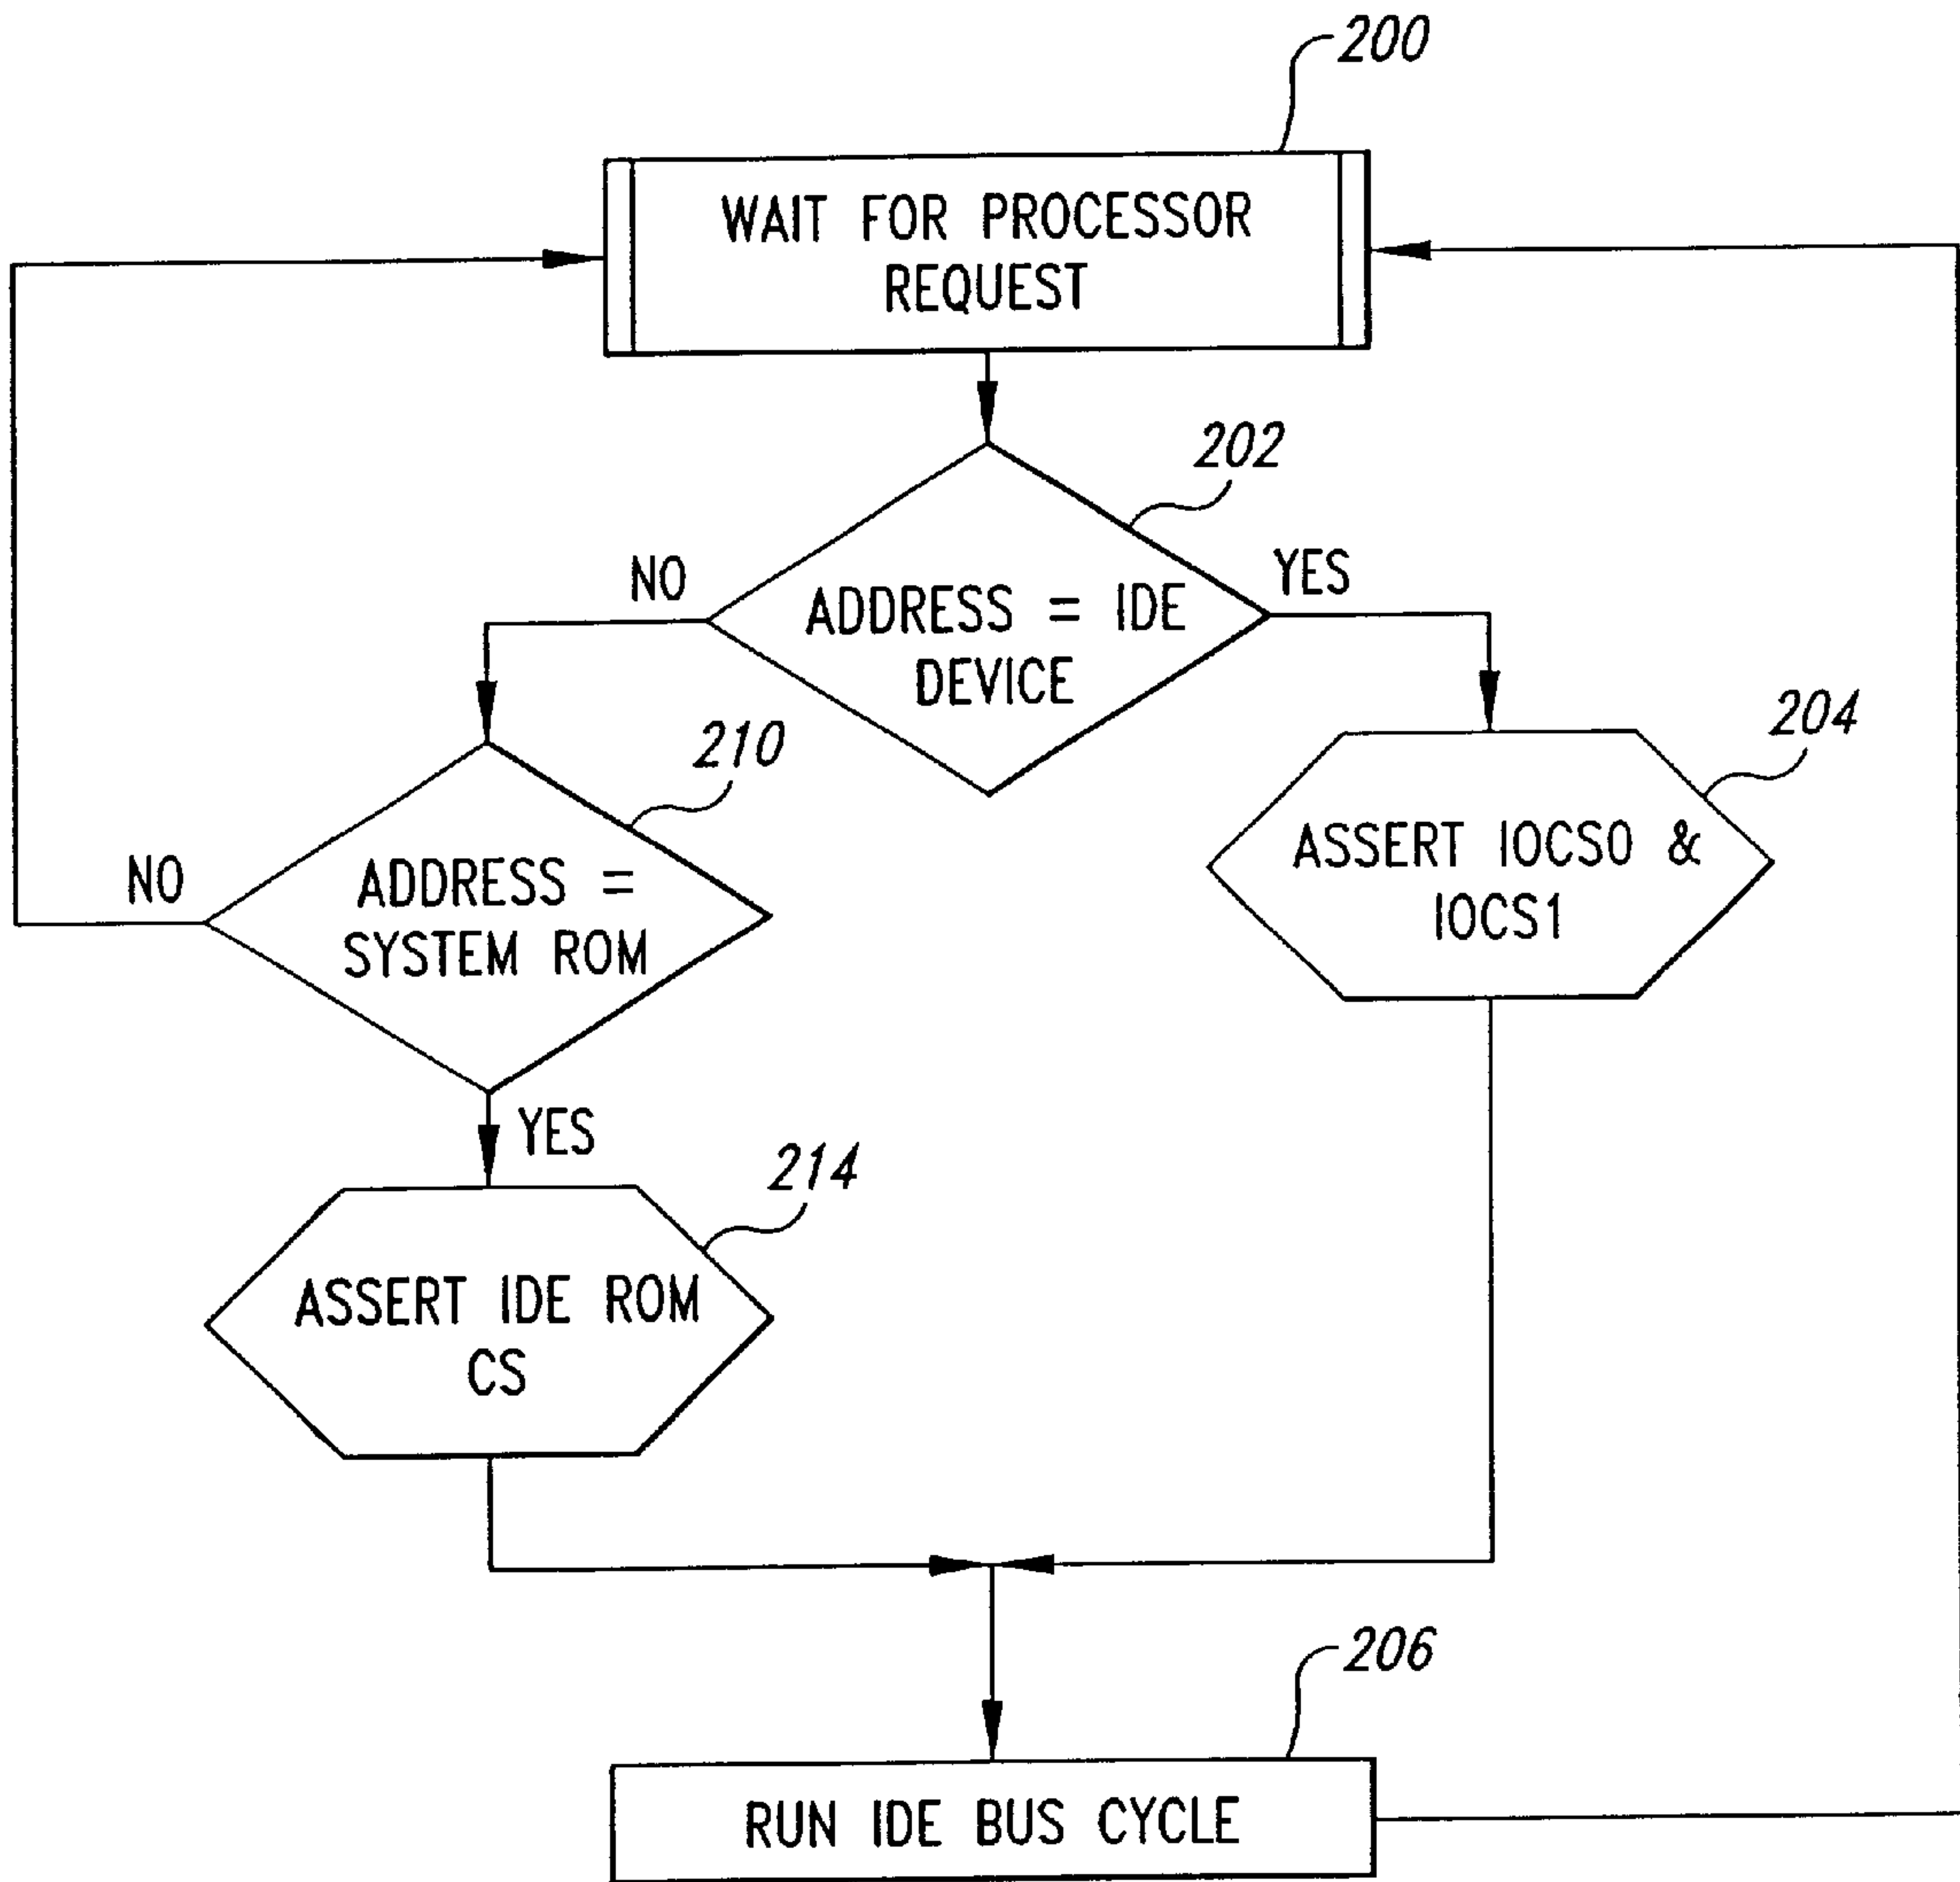 200
WAIT FOR PROCESSOR
REQUEST
202
NO
YES
ADDRESS = IDE
DEVICE
204
210
ASSERT IOCS0 &
IOCS1
NO
ADDRESS =
SYSTEM ROM
YES
214
ASSERT IDE ROM
CS
206
RUN IDE BUS CYCLE